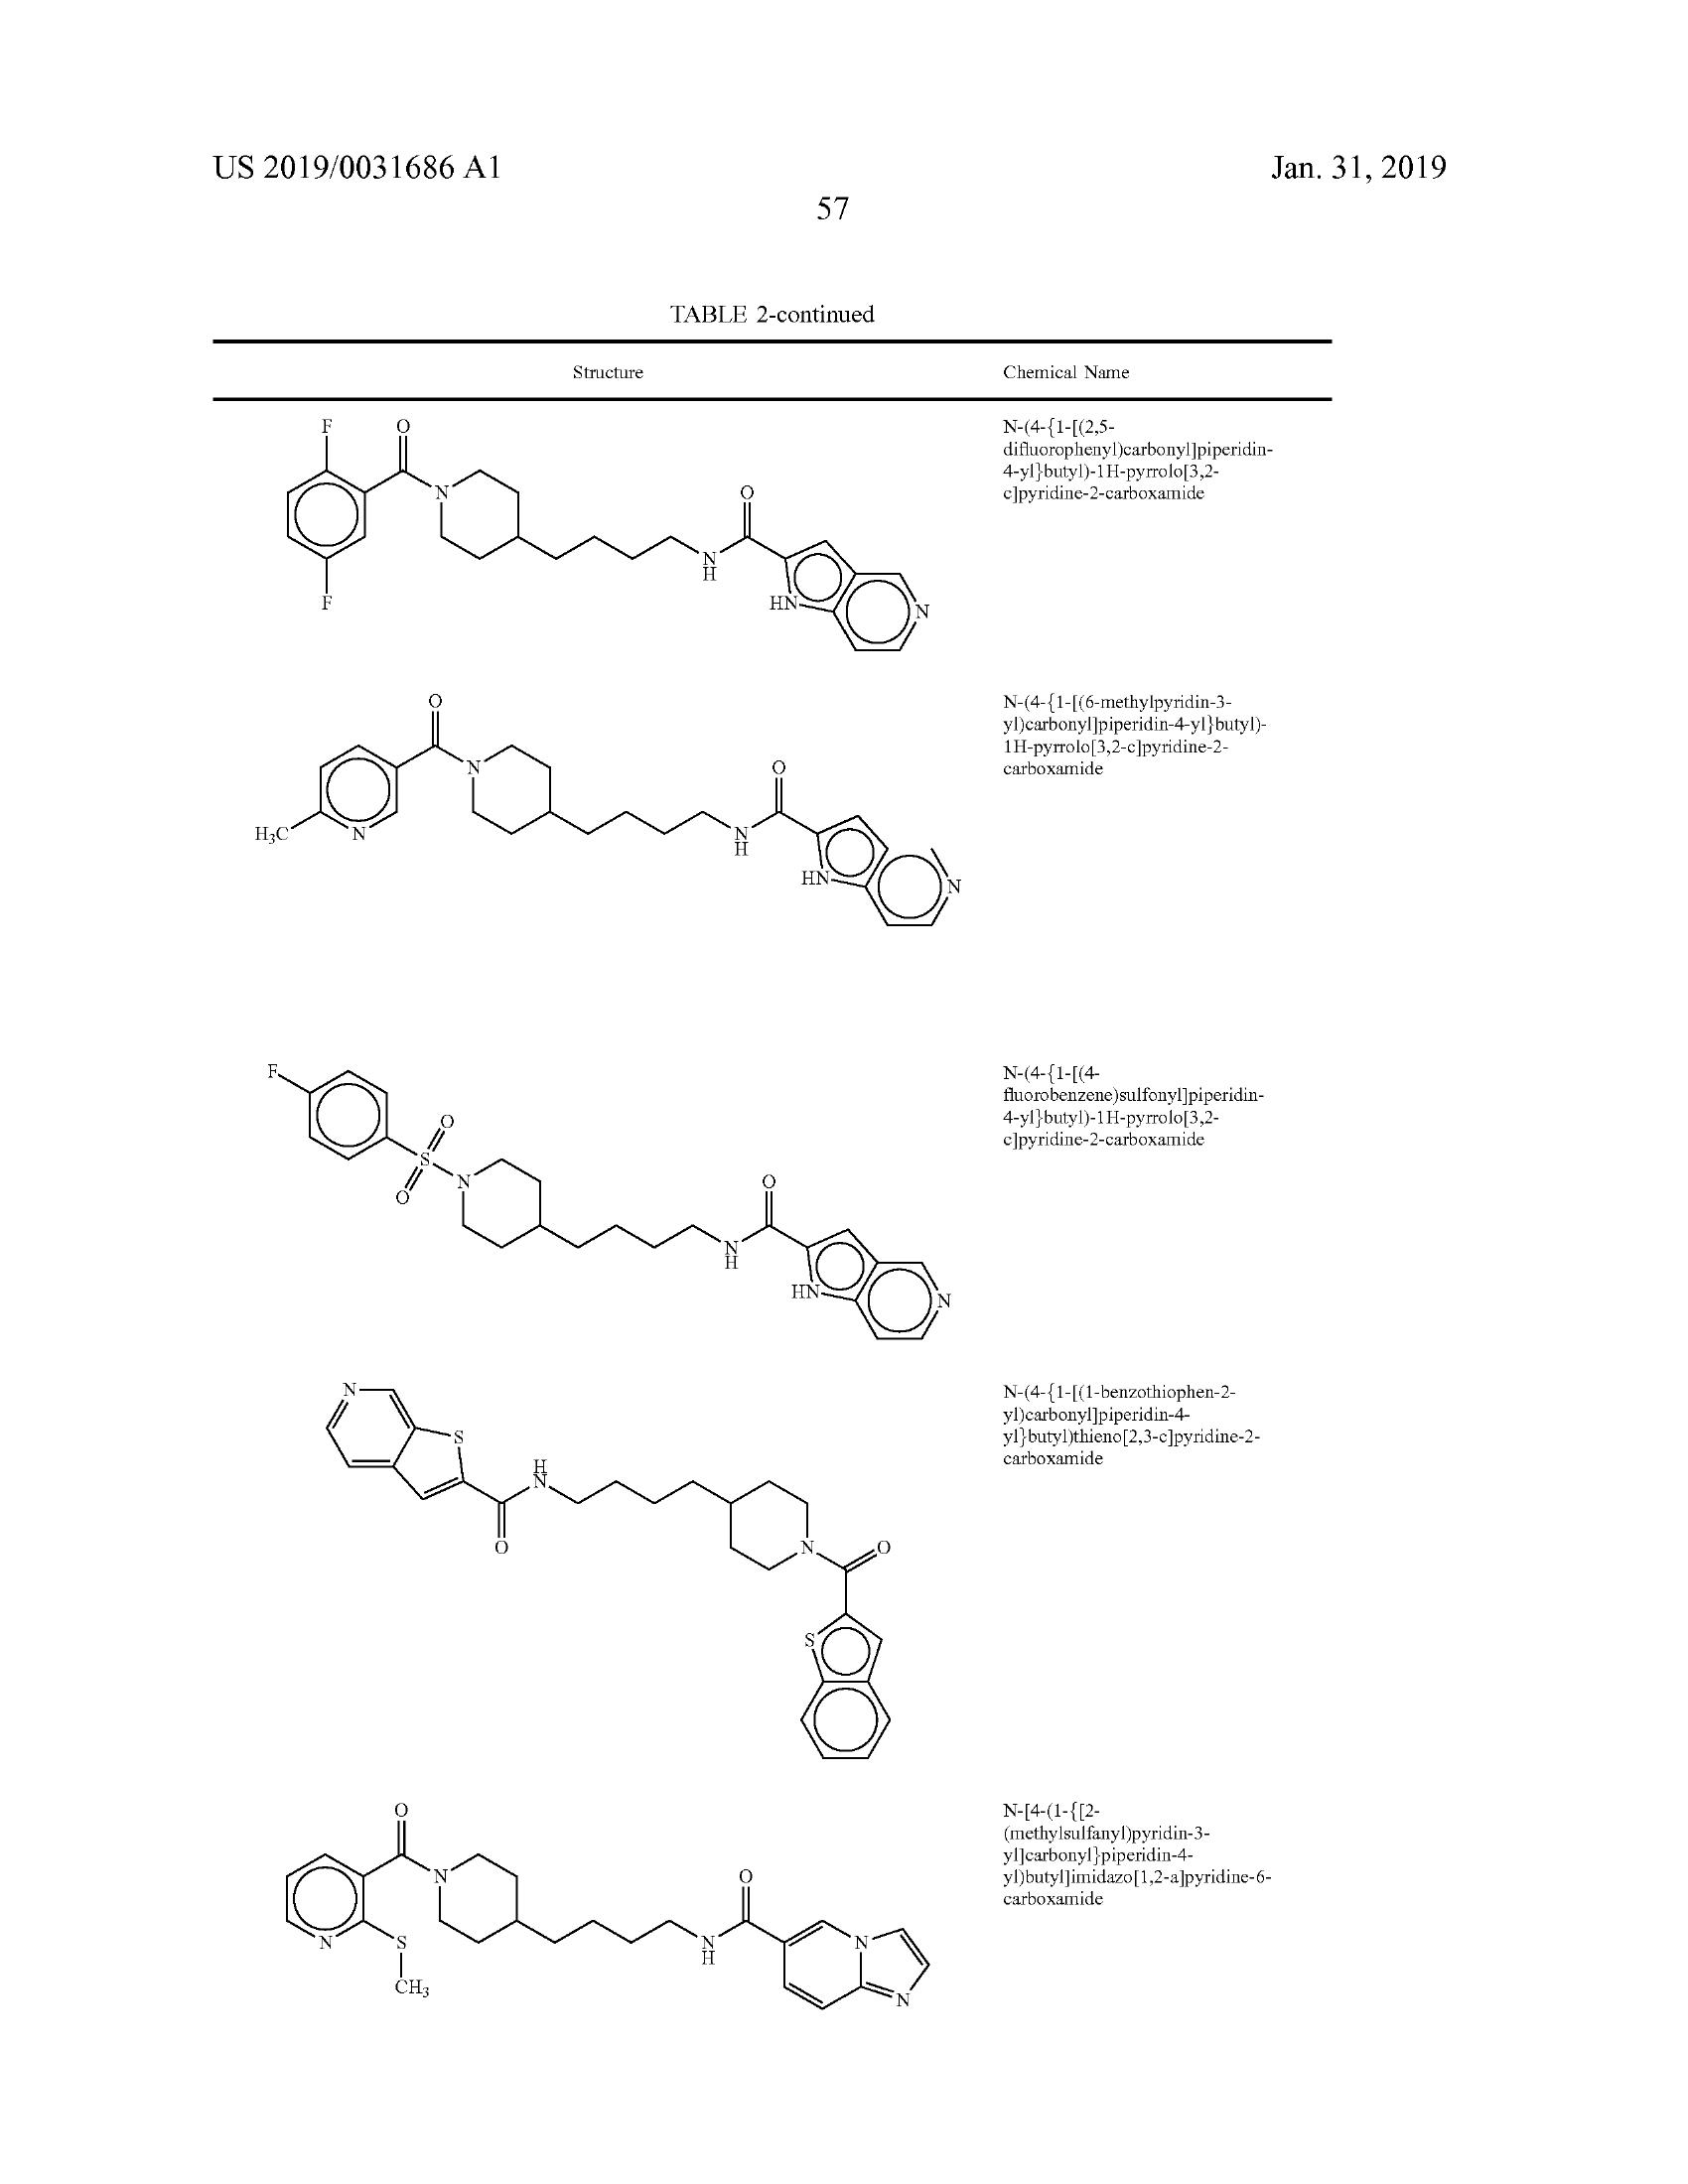 US 2019/0031686 A1
Jan. 31, 2019
57
TABLE 2-continued
Structure
Chemical Name
F
O
N
O
N
H
HN
N
F
N-(4-{1-[(2,5-
difluorophenyl)carbonyl]piperidin-
4-yl}butyl)-1H-pyrrolo[3,2-
c]pyridine-2-carboxamide
O
N
O
H₃C
N
N
H
HN
N
N-(4-{1-[(6-methylpyridin-3-
yl)carbonyl]piperidin-4-yl}butyl)-
1H-pyrrolo[3,2-c]pyridine-2-
carboxamide
F
O
S
O
N
O
N
H
HN
N
N-(4-{1-[(4-
fluorobenzene)sulfonyl]piperidin-
4-yl}butyl)-1H-pyrrolo[3,2-
c]pyridine-2-carboxamide
N
S
H
N
O
N
O
S
N-(4-{1-[(1-benzothiophen-2-
yl)carbonyl]piperidin-4-
yl}butyl)thieno[2,3-c]pyridine-2-
carboxamide
O
N
O
N
S
N
H
N
CH₃
N
N-[4-(1-{[2-
(methylsulfanyl)pyridin-3-
yl]carbonyl}piperidin-4-
yl)butyl]imidazo[1,2-a]pyridine-6-
carboxamide